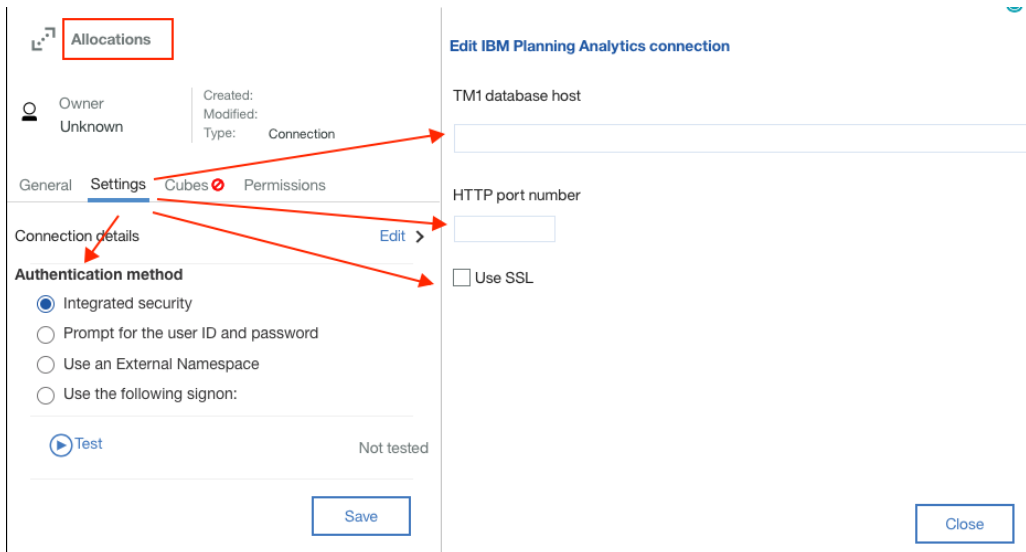 Allocations
Owner
Unknown
Created:
Modified:
Type: Connection
General Settings Cubes Permissions
Connection details Edit
Authentication method
Integrated security
Prompt for the user ID and password
Use an External Namespace
Use the following signon:
Test Not tested
Save
Edit IBM Planning Analytics connection
TM1 database host
HTTP port number
Use SSL
Close